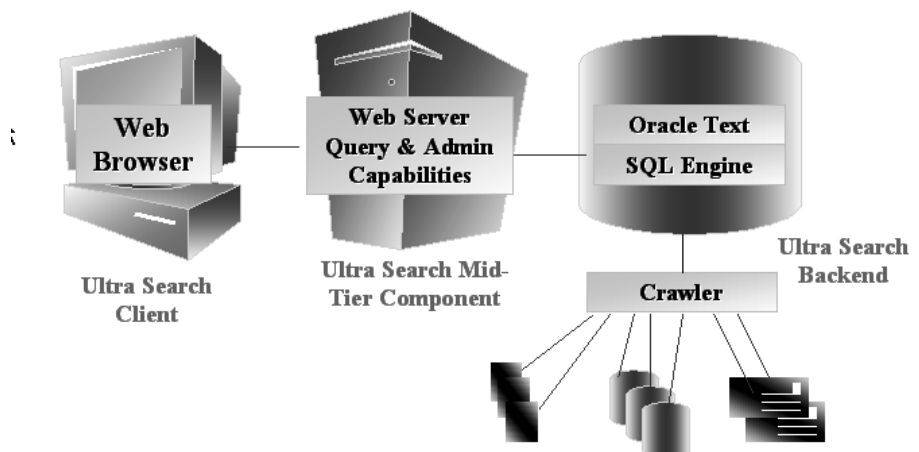 Web
Browser
Ultra Search
Client
Web Server
Query & Admin
Capabilities
Ultra Search Mid-
Tier Component
Oracle Text
SQL Engine
Ultra Search
Backend
Crawler